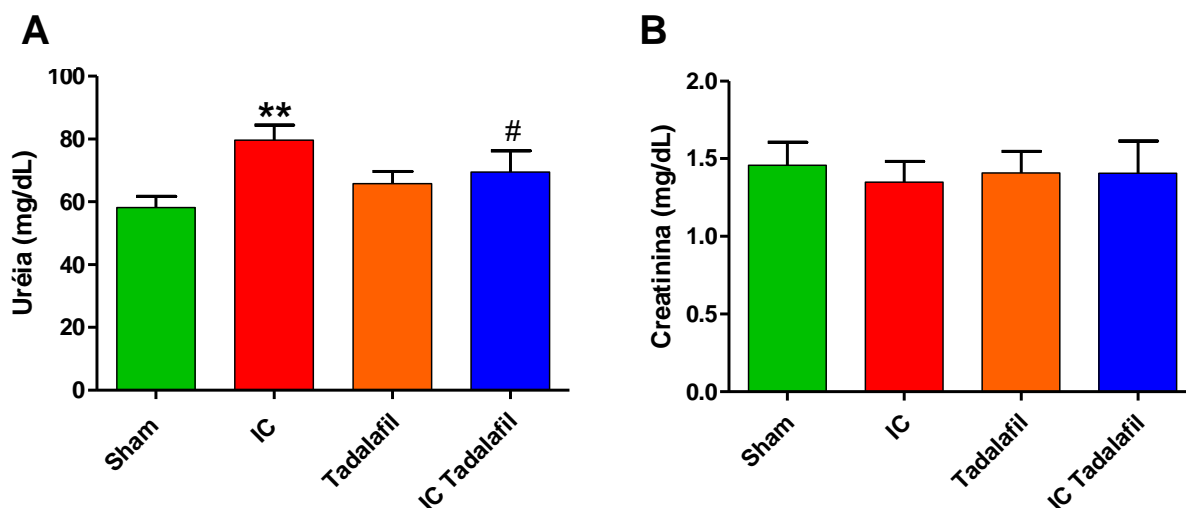 A
Uréia (mg/dL)
100
80
60
40
20
0
**
#
Sham
IC
Tadalafil
IC Tadalafil
B
Creatinina (mg/dL)
2.0
1.5
1.0
0.5
0.0
Sham
IC
Tadalafil
IC Tadalafil